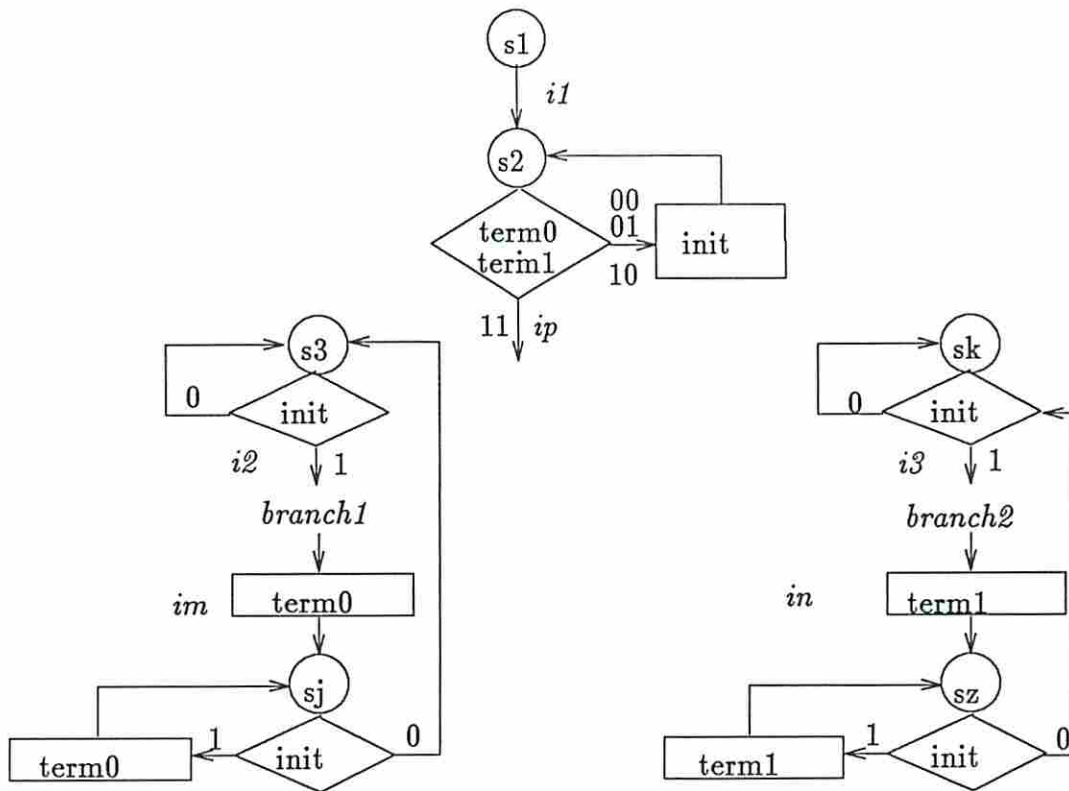 s1
i1
s2
00
01
10
term0
term1
init
11
ip
s3
0
init
i2
1
branch1
im
term0
sj
1
init
0
term0
sk
0
init
i3
1
branch2
in
term1
sz
1
init
0
term1